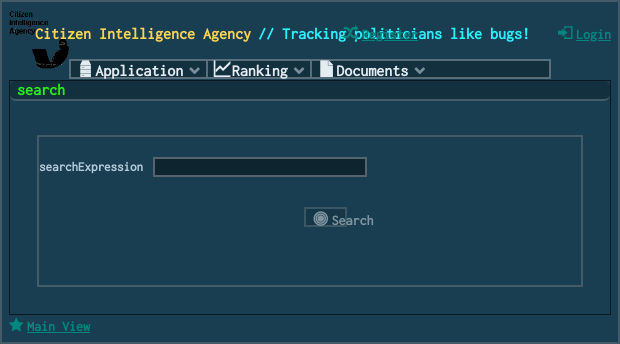 Citizen
Intelligence
Agency
Citizen Intelligence Agency // Tracking politicians like bugs!
Register
Login
Application
Ranking
Documents
search
searchExpression
Search
Main View